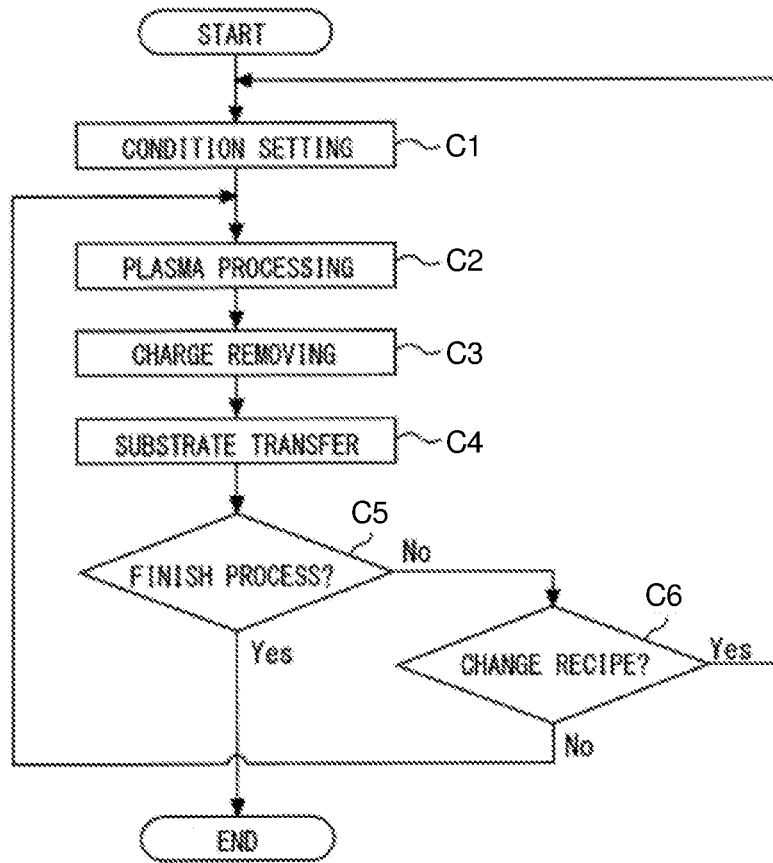 START
CONDITION SETTING
C1
PLASMA PROCESSING
C2
CHARGE REMOVING
C3
SUBSTRATE TRANSFER
C4
C5
FINISH PROCESS?
No
Yes
C6
CHANGE RECIPE?
Yes
No
END